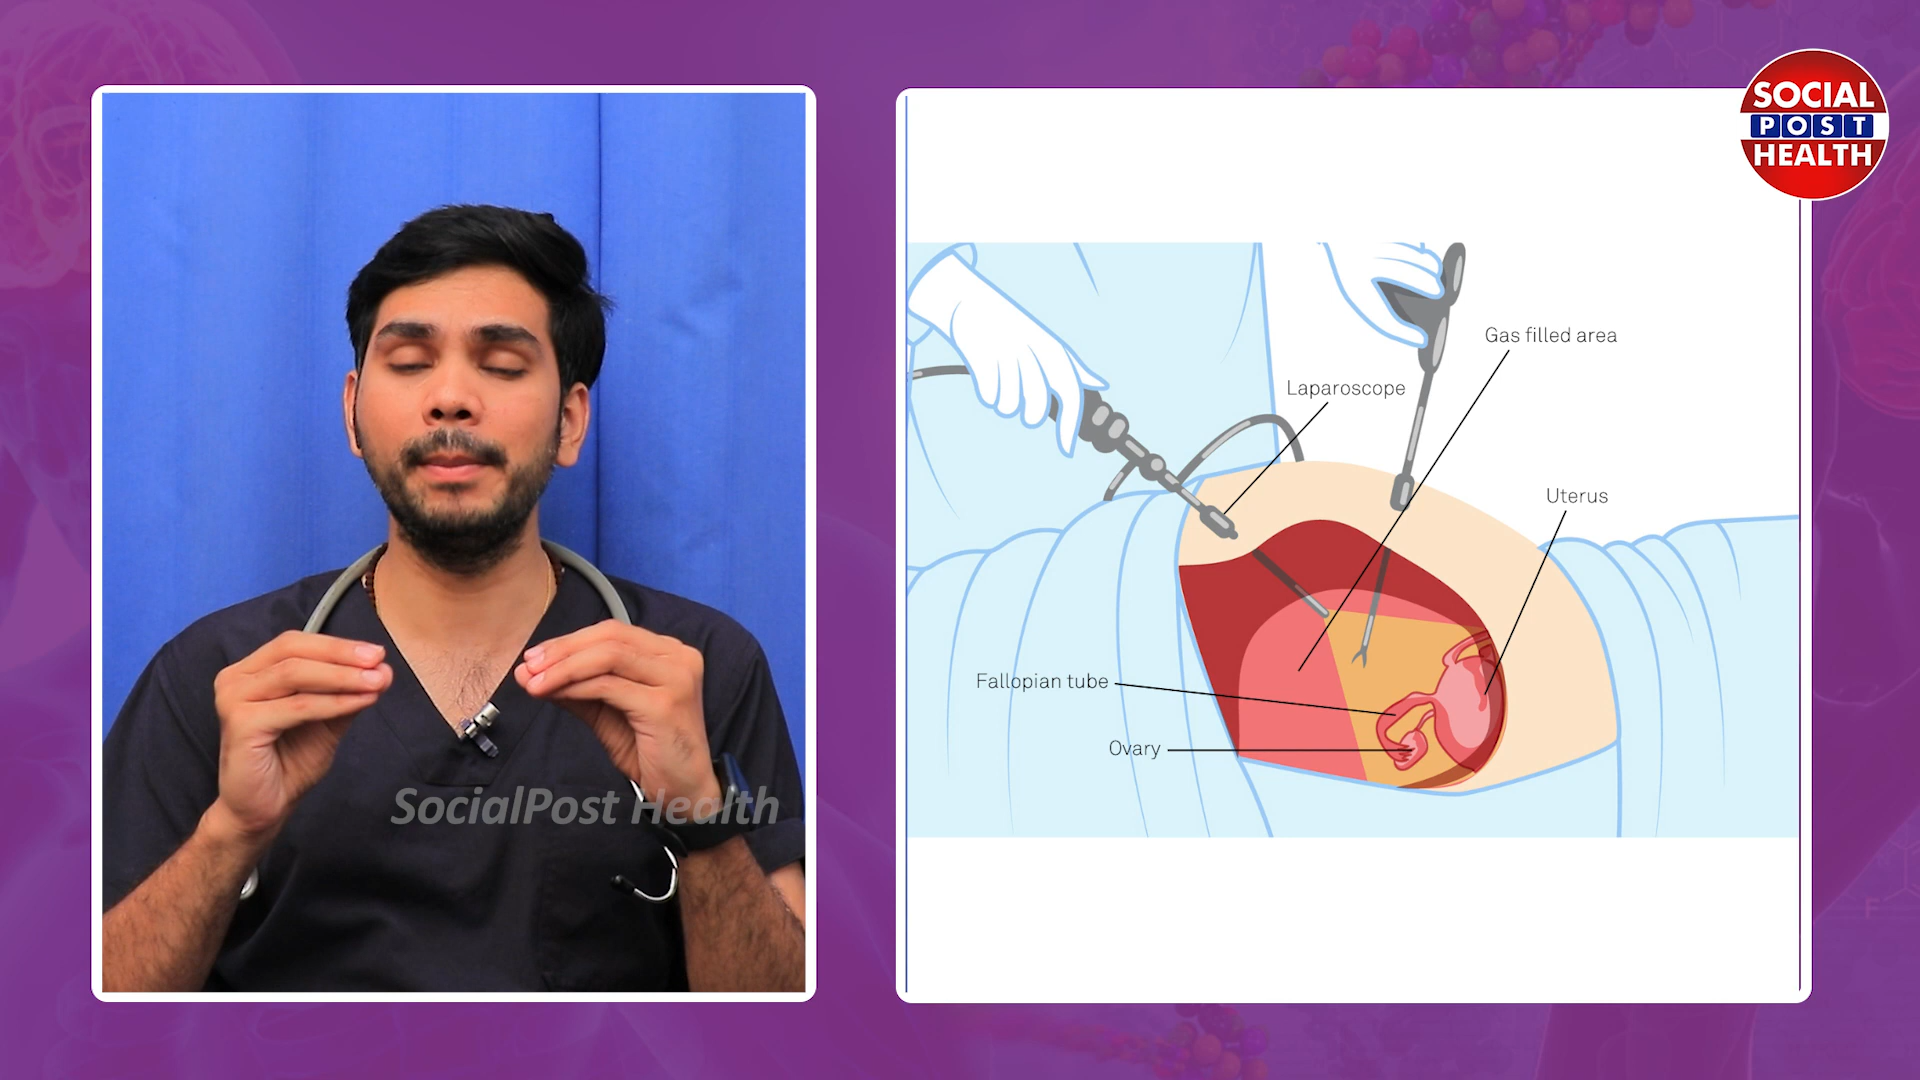 SOCIAL
POST
HEALTH
Gas filled area
Laparoscope
Uterus
Fallopian tube
Ovary
SocialPost Health